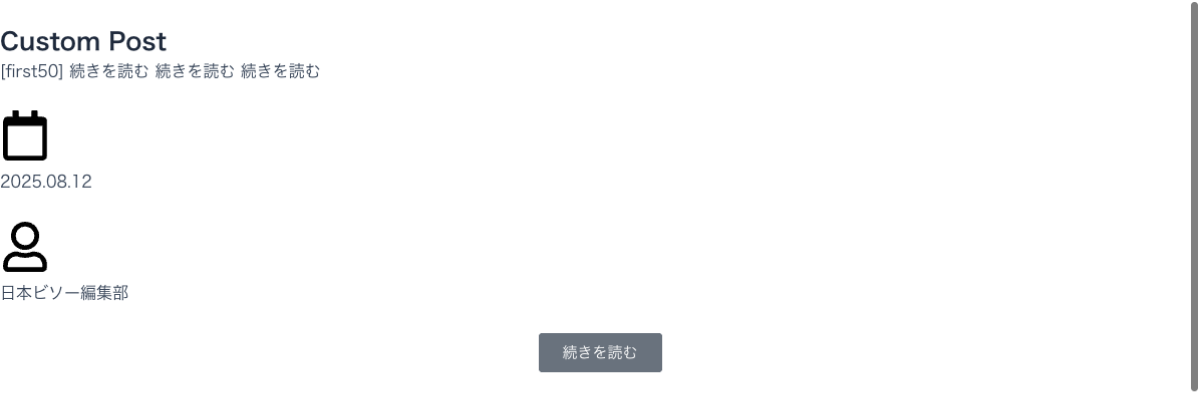 Custom Post
[first50] 続きを読む 続きを読む 続きを読む
2025.08.12
日本ビソー編集部
続きを読む